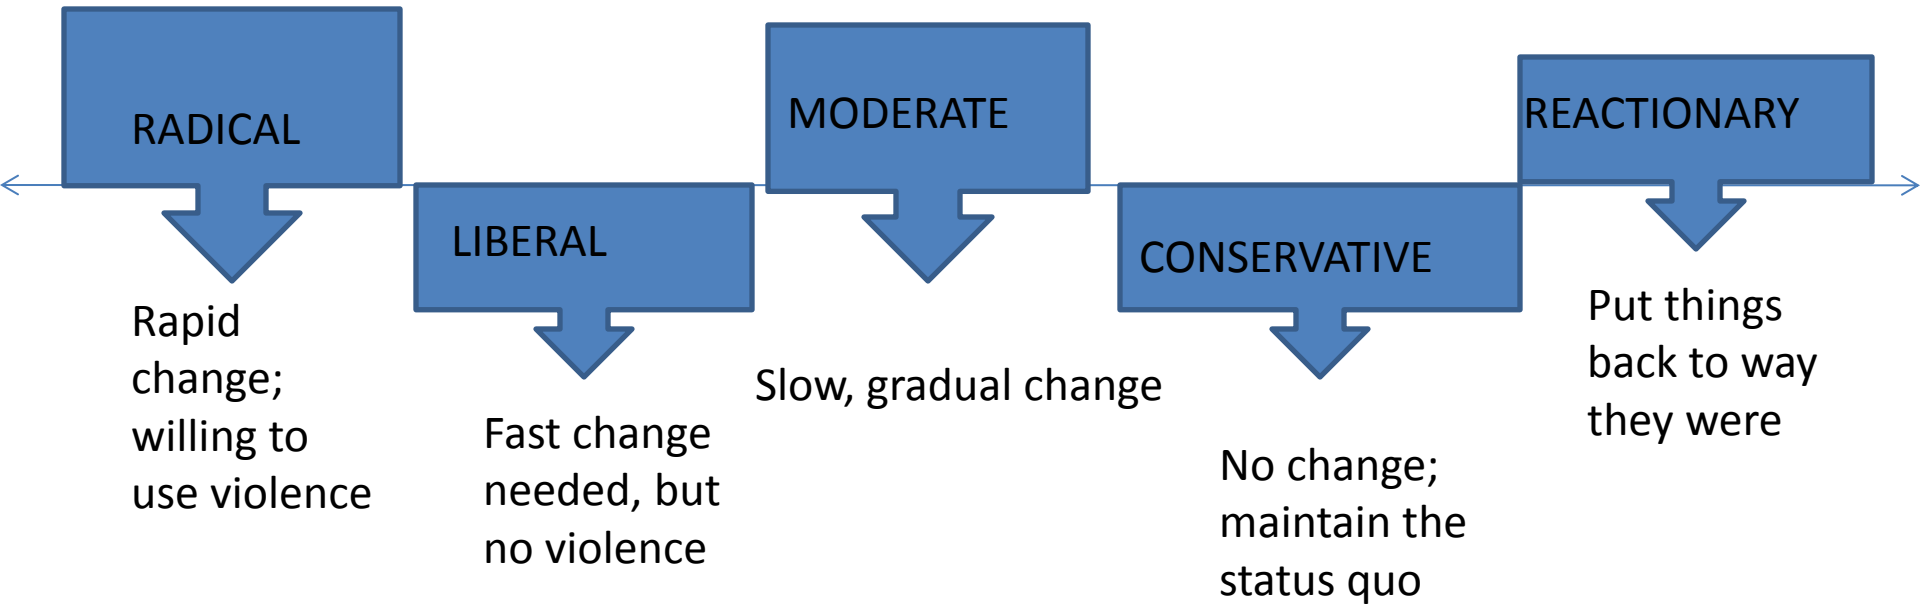 RADICAL
Rapid
change;
willing to
use violence
LIBERAL
Fast change
needed, but
no violence
MODERATE
Slow, gradual change
CONSERVATIVE
No change;
maintain the
status quo
REACTIONARY
Put things
back to way
they were